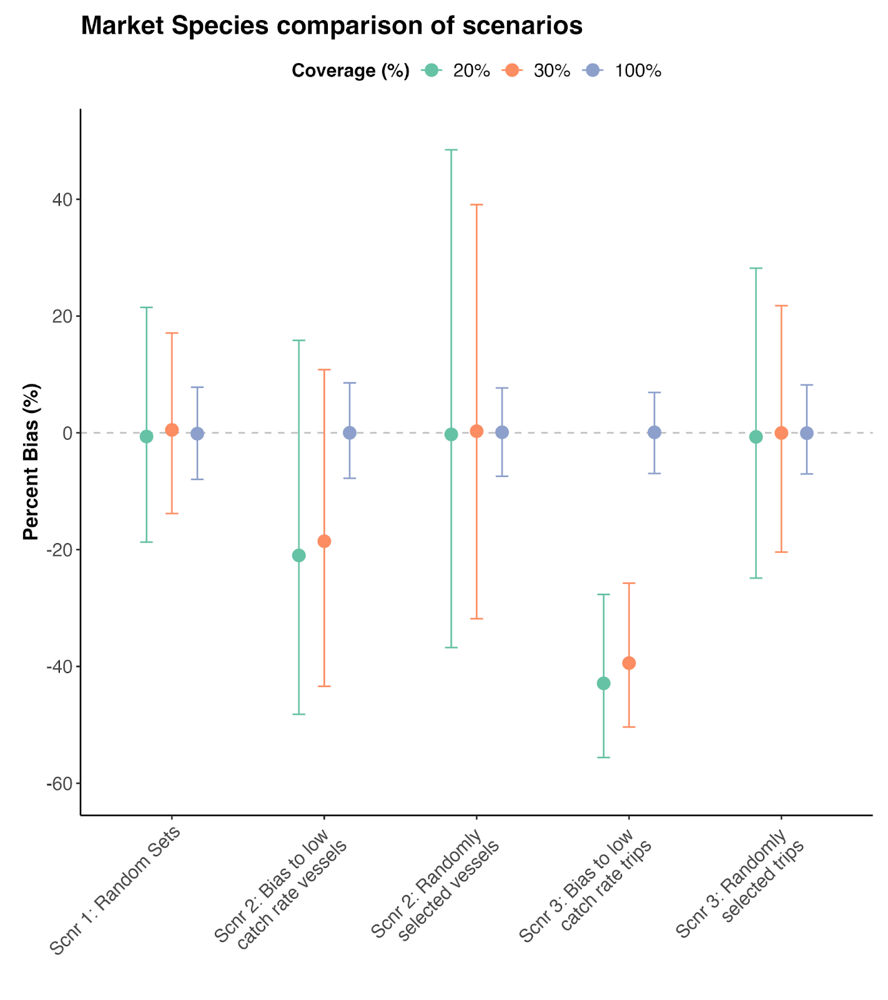 Market Species comparison of scenarios
Coverage (%) 20% 30% 100%
Percent Bias (%)
40
20
0
-20
-40
-60
Scnr 1: Random Sets
Scnr 2: Bias to low
catch rate vessels
Scnr 2: Randomly
selected vessels
Scnr 3: Bias to low
catch rate trips
Scnr 3: Randomly
selected trips